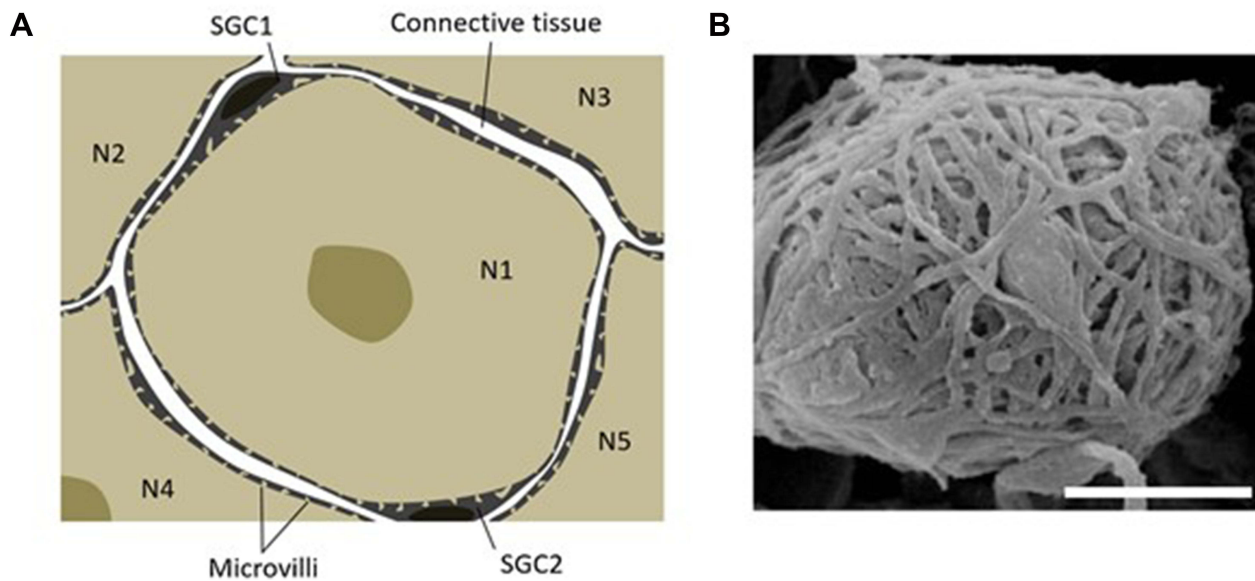 A
SGC1
Connective tissue
N3
N2
N1
N5
N4
Microvilli
SGC2
B